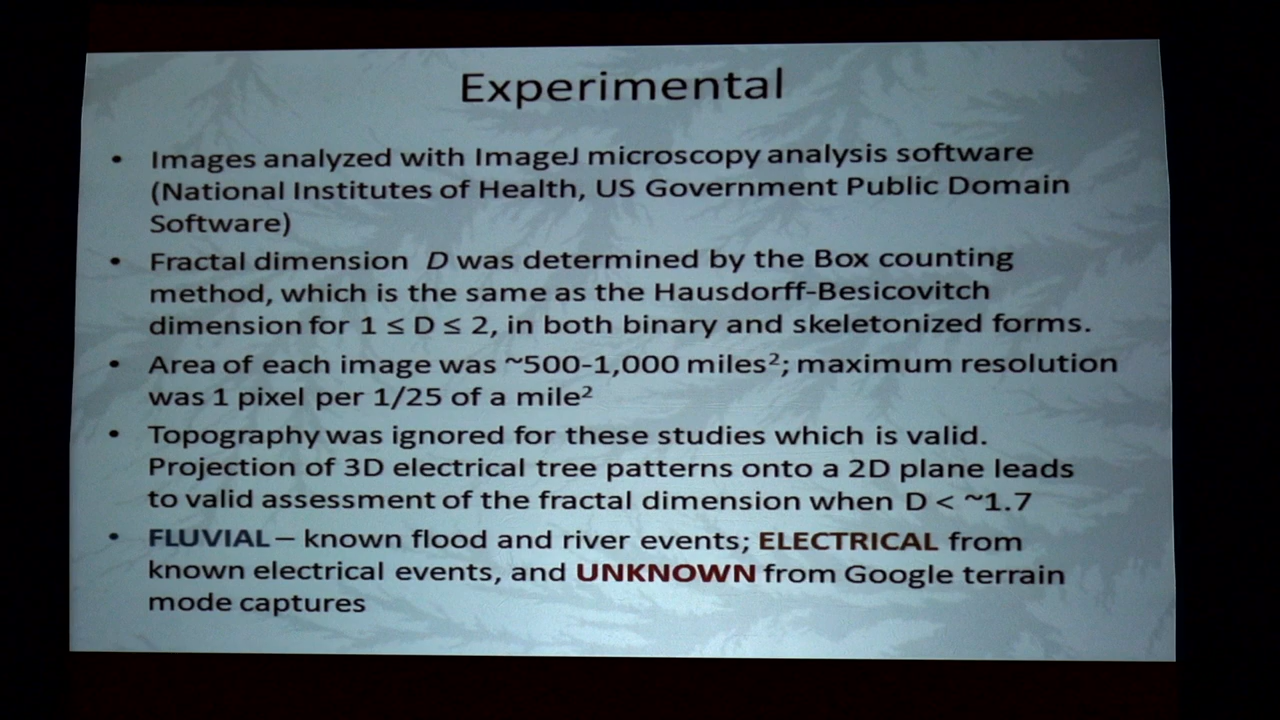 Experimental
• Images analyzed with ImageJ microscopy analysis software
(National Institutes of Health, US Government Public Domain
Software)
• Fractal dimension D was determined by the Box counting
method, which is the same as the Hausdorff-Besicovitch
dimension for 1 ≤ D ≤ 2, in both binary and skeletonized forms.
• Area of each image was ~500-1,000 miles²; maximum resolution
was 1 pixel per 1/25 of a mile²
• Topography was ignored for these studies which is valid.
Projection of 3D electrical tree patterns onto a 2D plane leads
to valid assessment of the fractal dimension when D < ~1.7
• FLUVIAL – known flood and river events; ELECTRICAL from
known electrical events, and UNKNOWN from Google terrain
mode captures